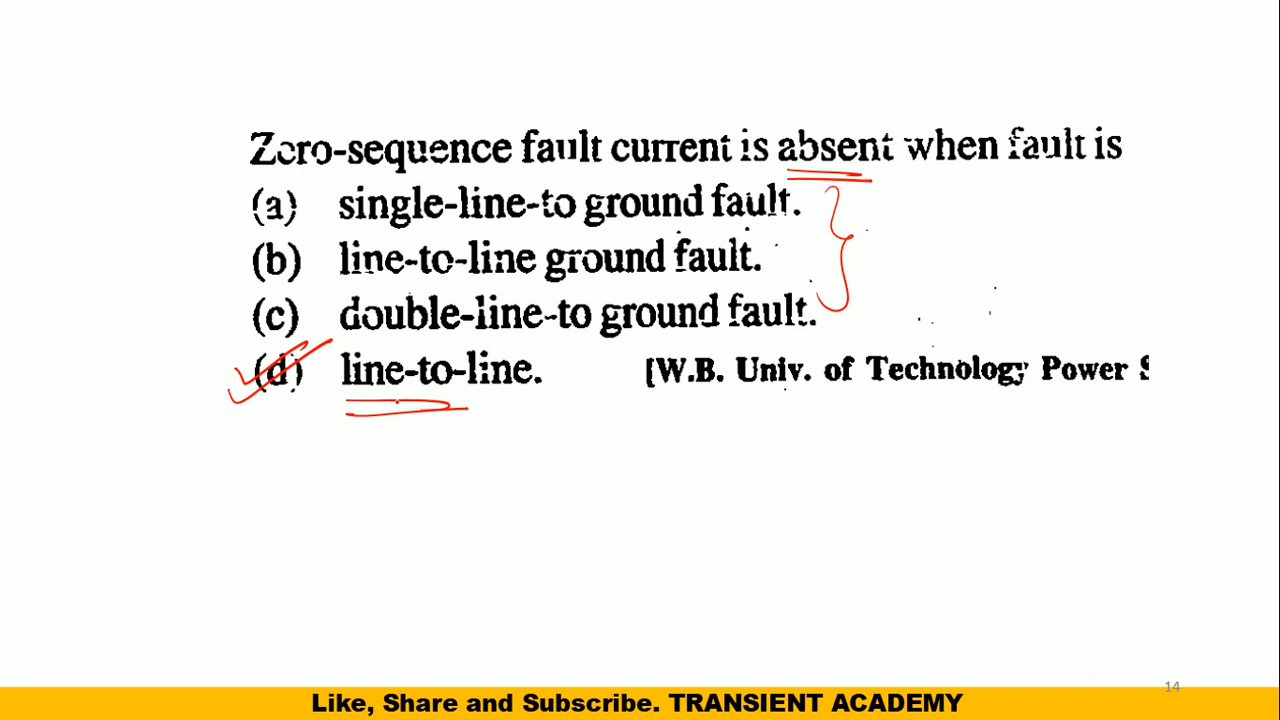 Zero-sequence fault current is absent when fault is
(a) single-line-to ground fault.
(b) line-to-line ground fault.
(c) double-line-to ground fault.
(d) line-to-line. [W.B. Univ. of Technology Power
14
Like, Share and Subscribe. TRANSIENT ACADEMY